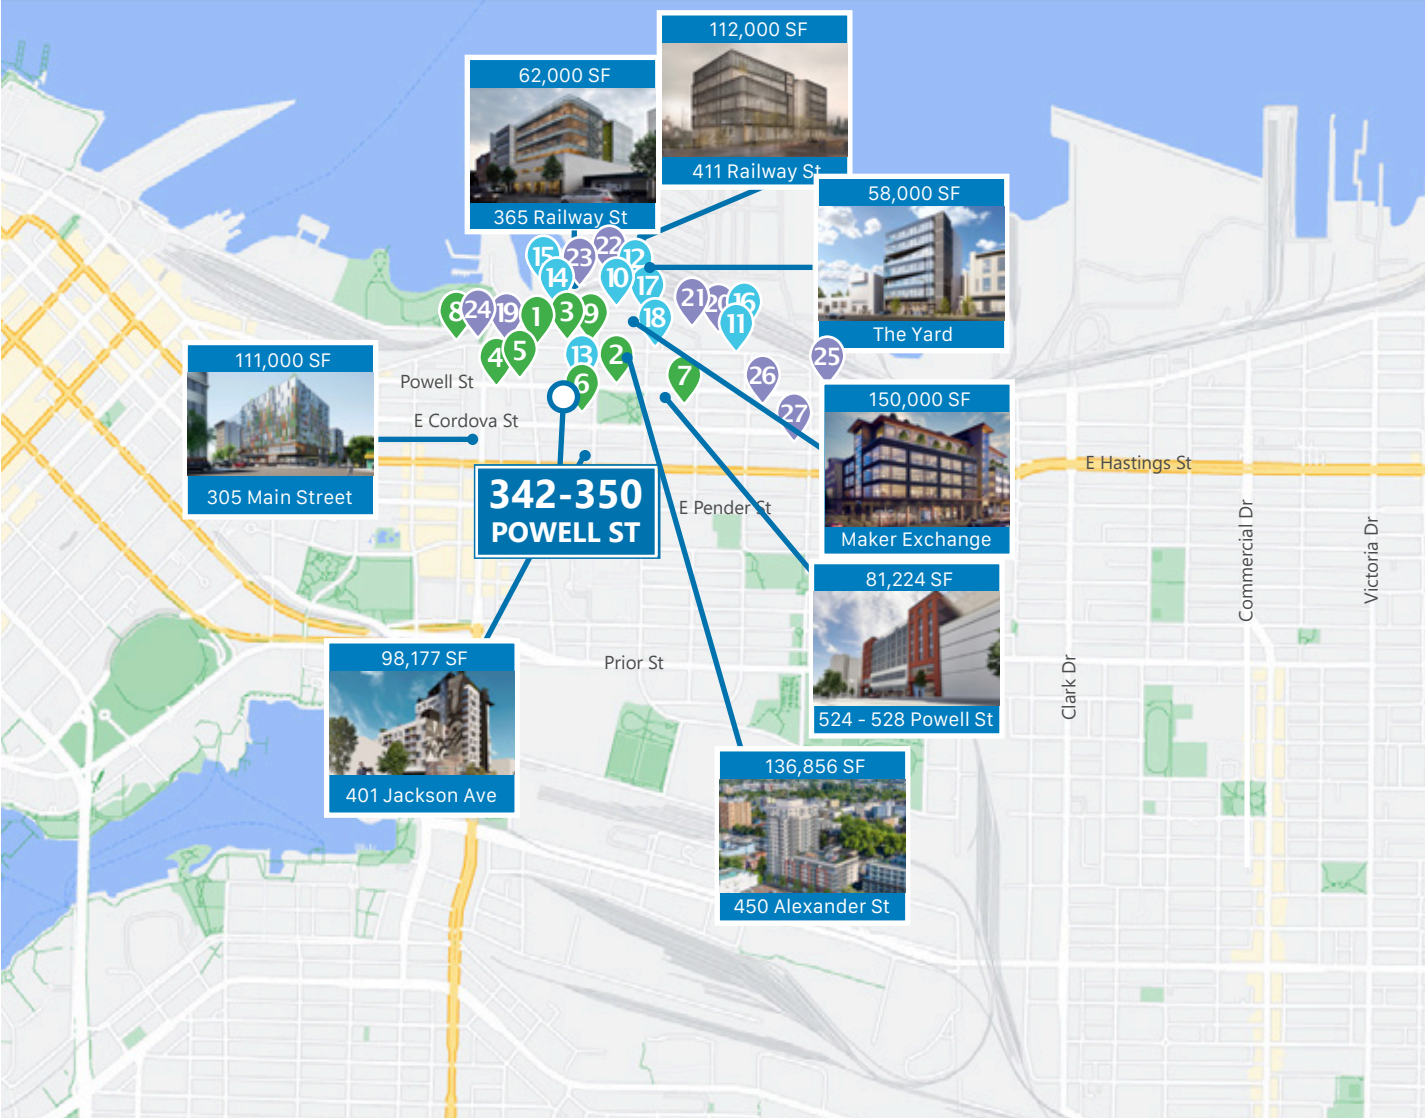 112,000 SF
411 Railway St
62,000 SF
365 Railway St
58,000 SF
The Yard
15
23
22
12
14
10
17
8
24
19
1
3
9
18
21
20
16
11
4
5
13
2
6
7
25
26
27
111,000 SF
305 Main Street
Powell St
E Cordova St
150,000 SF
Maker Exchange
E Hastings St
342-350
POWELL ST
E Pender St
Commercial Dr
Victoria Dr
81,224 SF
524 - 528 Powell St
98,177 SF
401 Jackson Ave
Prior St
Clark Dr
136,856 SF
450 Alexander St